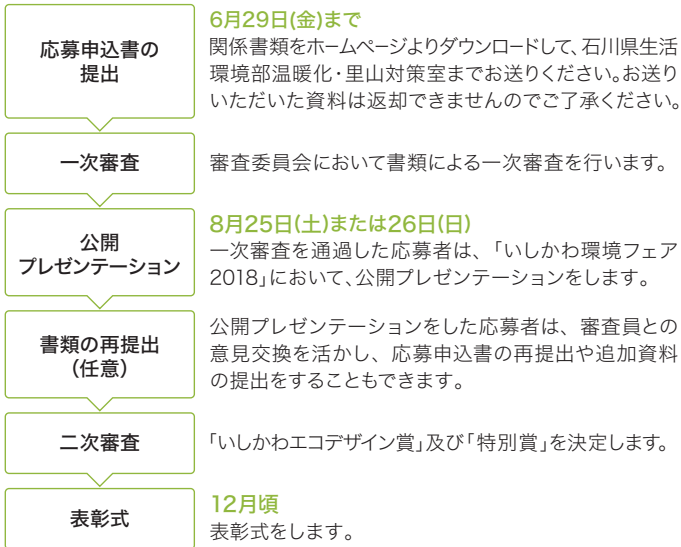 応募申込書の
提出
6月29日(金)まで
関係書類をホームページよりダウンロードして、石川県生活
環境部温暖化・里山対策室までお送りください。お送り
いただいた資料は返却できませんのでご了承ください。
一次審査
審査委員会において書類による一次審査を行います。
公開
プレゼンテーション
8月25日(土)または26日(日)
一次審査を通過した応募者は、「いしかわ環境フェア
2018」において、公開プレゼンテーションをします。
書類の再提出
(任意)
公開プレゼンテーションをした応募者は、審査員との
意見交換を活かし、応募申込書の再提出や追加資料
の提出をすることもできます。
二次審査
「いしかわエコデザイン賞」及び「特別賞」を決定します。
表彰式
12月頃
表彰式をします。